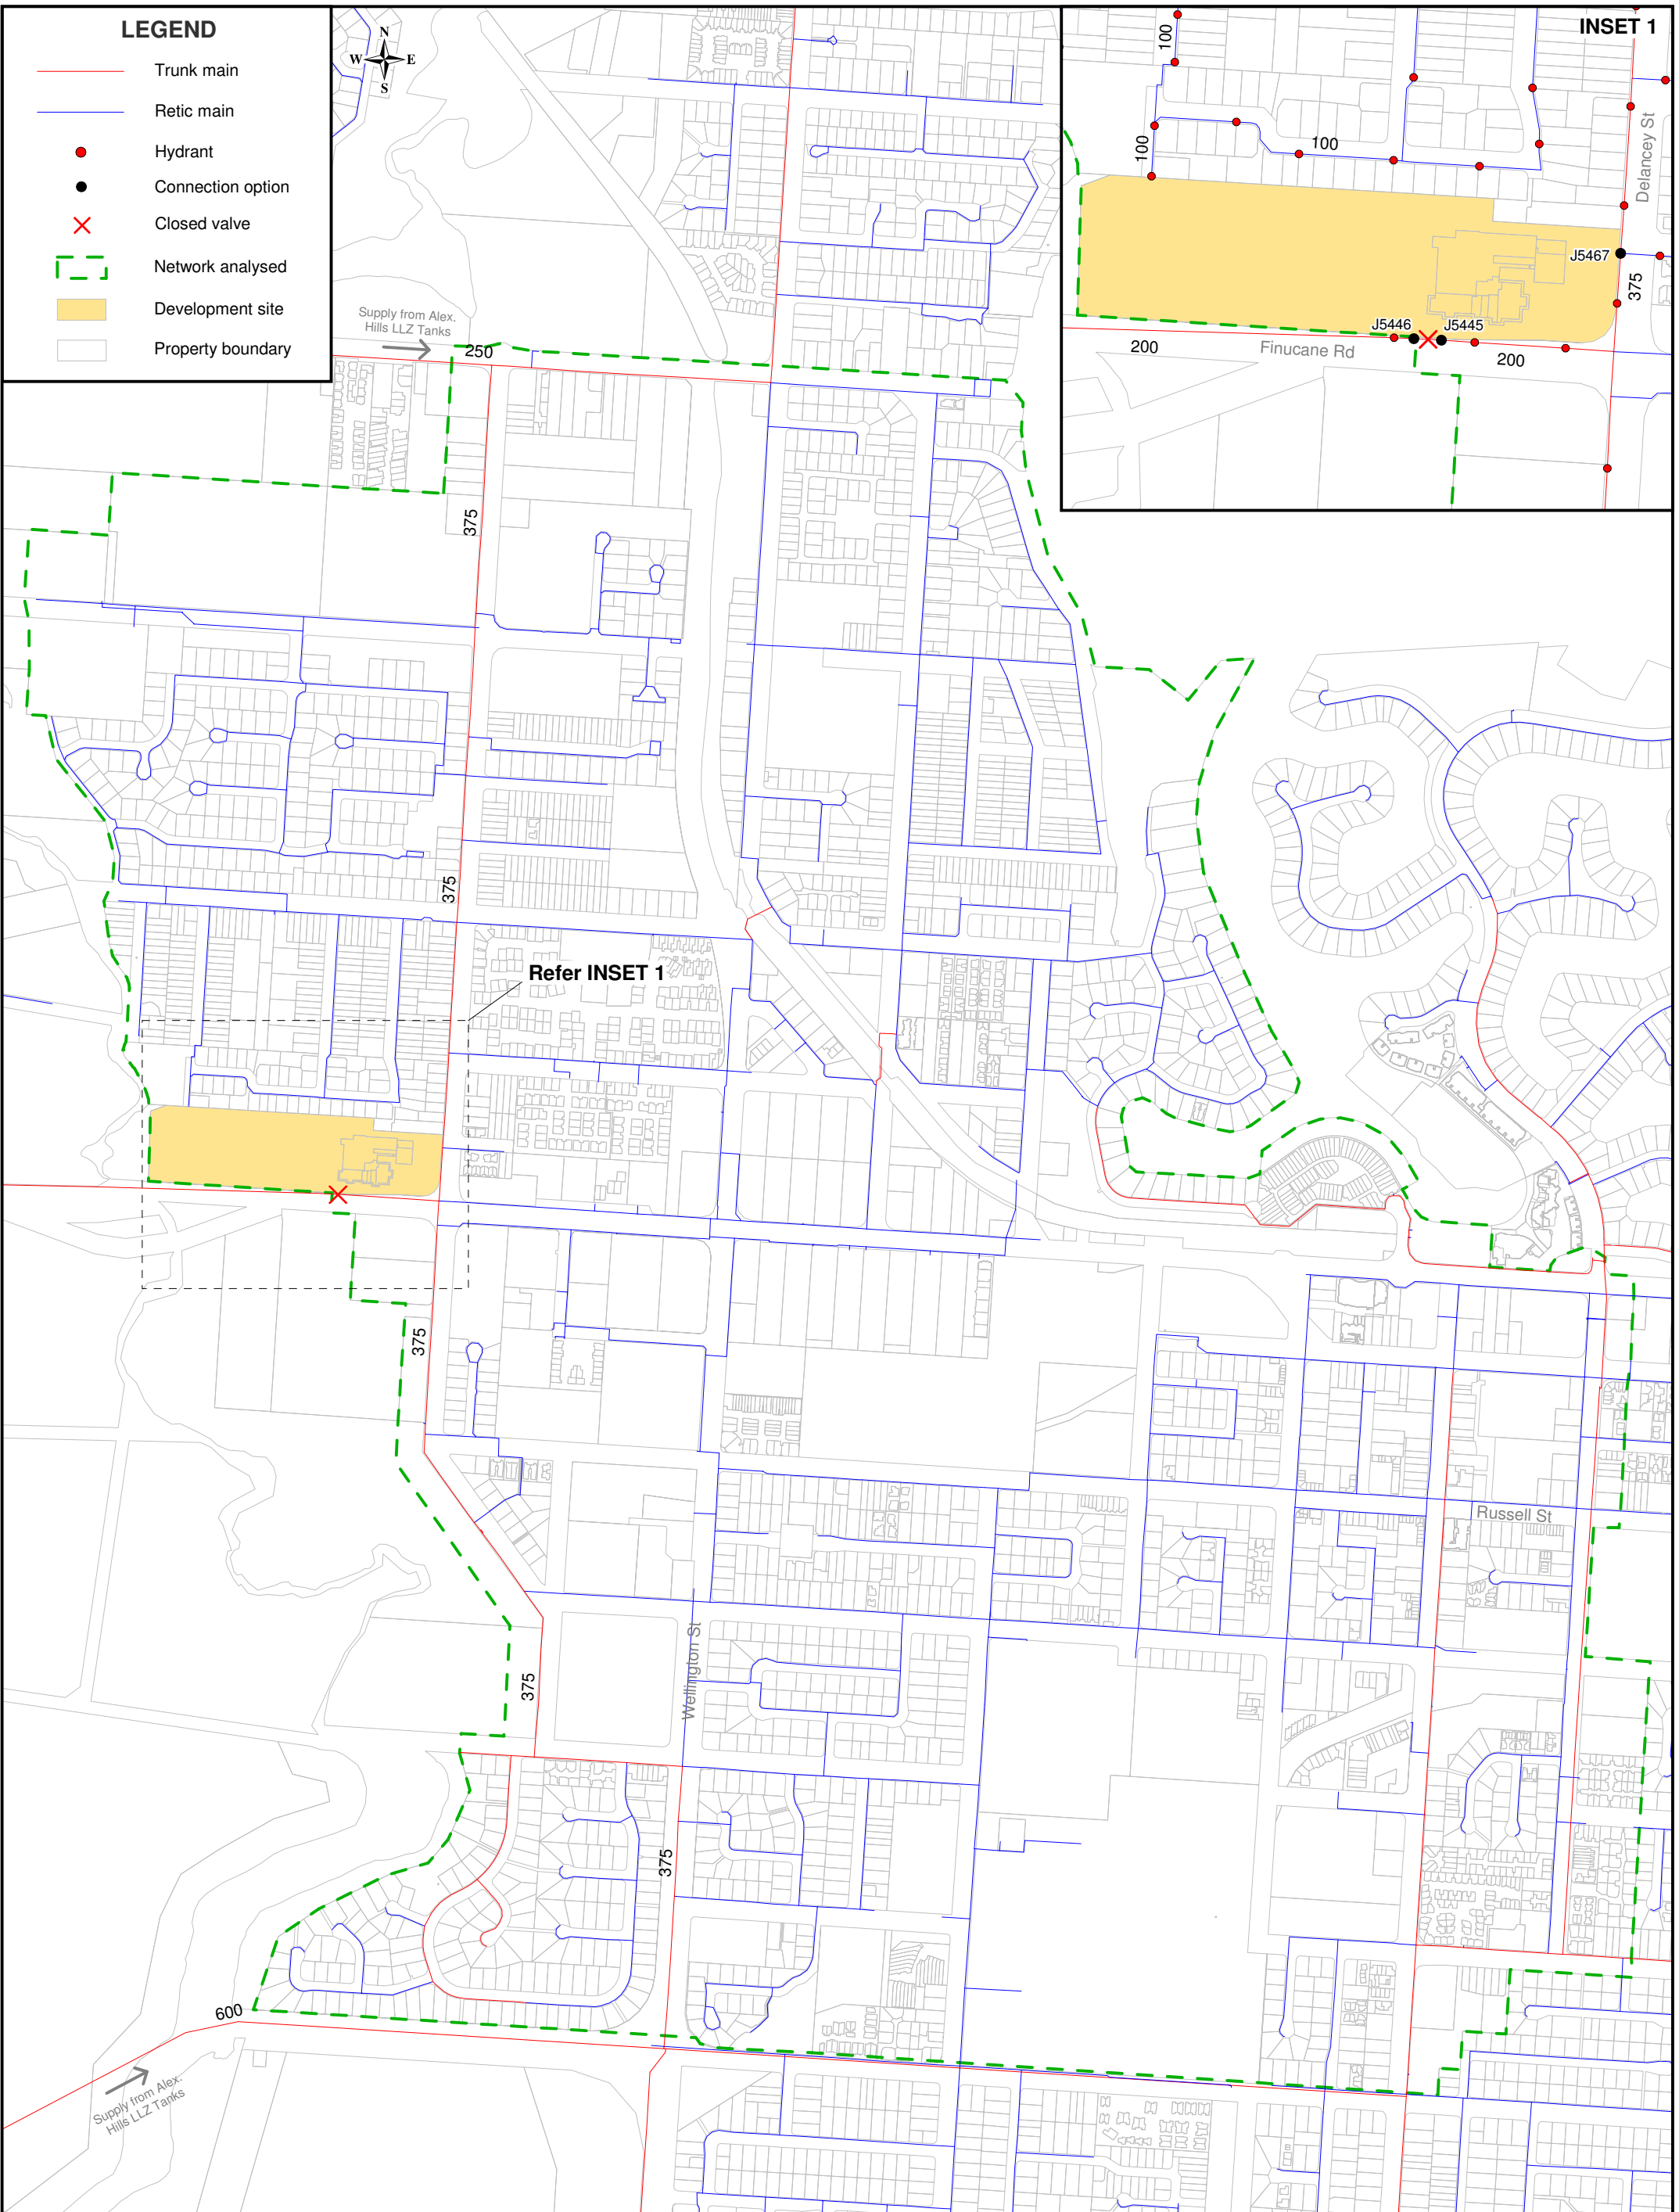 LEGEND
Trunk main
Retic main
Hydrant
Connection option
Closed valve
Network analysed
Development site
Property boundary
N
W
E
S
INSET 1
100
100
100
Delancey St
J5467
375
J5446
J5445
200
Finucane Rd
200
Supply from Alex.
Hills LLZ Tanks
250
375
375
Refer INSET 1
375
Russell St
Wellington St
375
375
600
Supply from Alex.
Hills LLZ Tanks